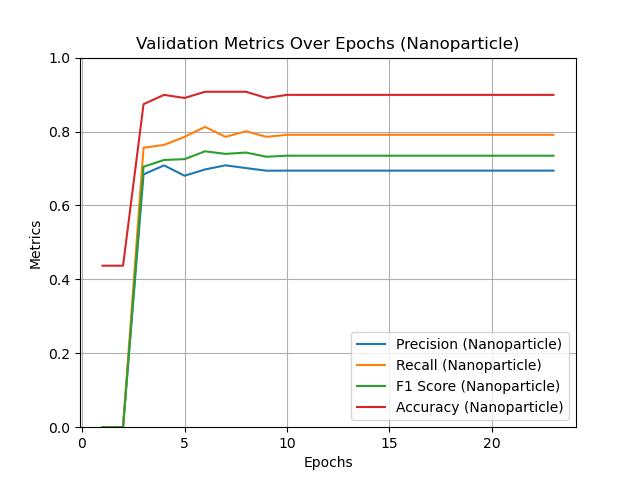 Validation Metrics Over Epochs (Nanoparticle)
1.0
0.8
0.6
0.4
0.2
0.0
Metrics
Precision (Nanoparticle)
Recall (Nanoparticle)
F1 Score (Nanoparticle)
Accuracy (Nanoparticle)
0 5 10 15 20
Epochs